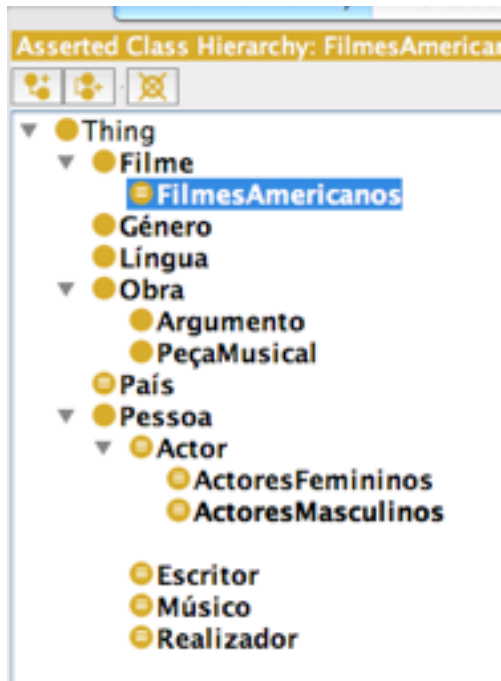 Asserted Class Hierarchy: FilmesAmerican
Thing
Filme
FilmesAmericanos
Género
Língua
Obra
Argumento
PeçaMusical
País
Pessoa
Actor
ActoresFemininos
ActoresMasculinos
Escritor
Músico
Realizador